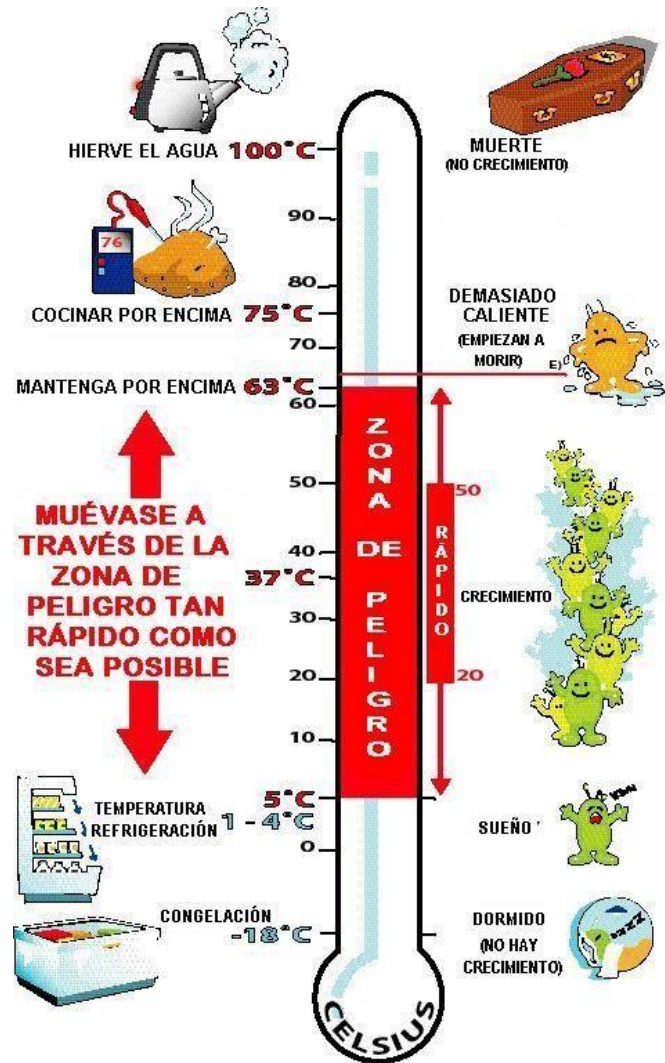 HIERVE EL AGUA 100°C
MUERTE
(NO CRECIMIENTO)
90
76
80
COCINAR POR ENCIMA 75°C
DEMASIADO
CALIENTE
(EMPIEZAN A
MORIR)
E)
70
MANTENGA POR ENCIMA 63°C
60
ZONA DE PELIGRO
RÁPIDO
50
50
MUÉVASE A
TRAVÉS DE LA
ZONA DE
PELIGRO TAN
RÁPIDO COMO
SEA POSIBLE
40
37°C
CRECIMIENTO
30
20
20
10
5°C
TEMPERATURA
REFRIGERACIÓN 1 - 4°C
0
SUEÑO
CONGELACIÓN
-18°C
DORMIDO
(NO HAY
CRECIMIENTO)
CELSIUS